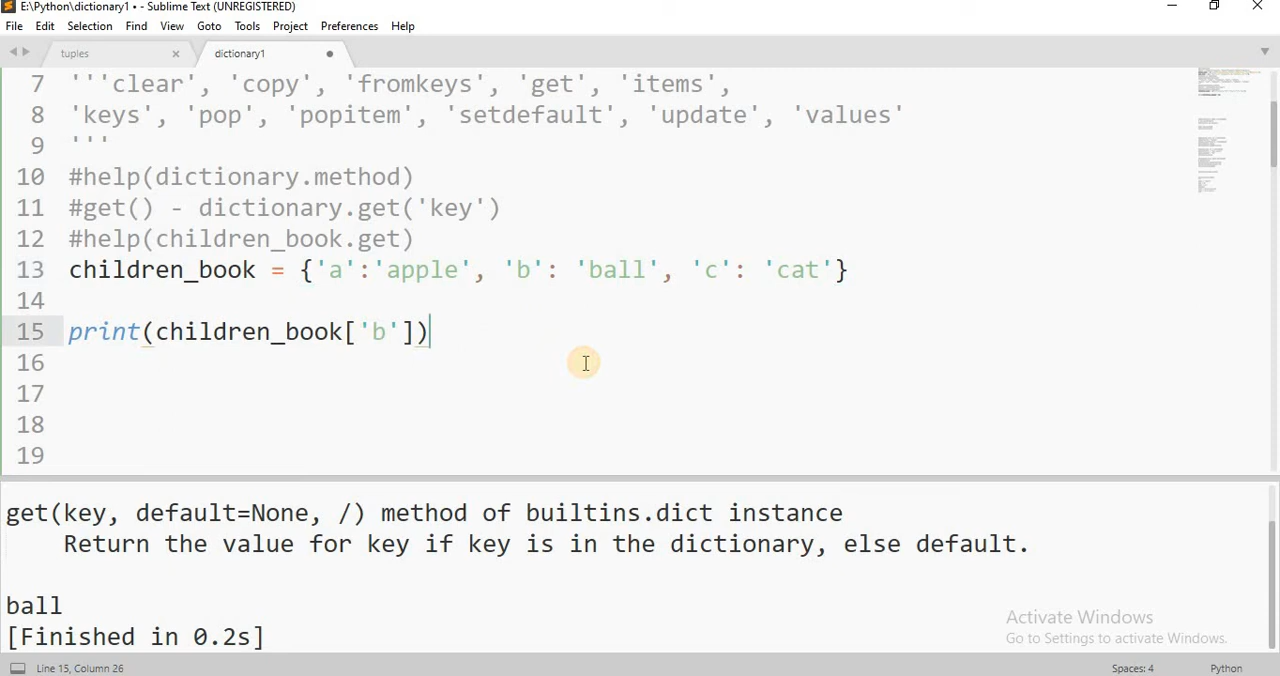 E:\Python\dictionary1 • - Sublime Text (UNREGISTERED)
File Edit Selection Find View Goto Tools Project Preferences Help
tuples dictionary1
7 '''clear', 'copy', 'fromkeys', 'get', 'items',
8 'keys', 'pop', 'popitem', 'setdefault', 'update', 'values'
9 '''
10 #help(dictionary.method)
11 #get() - dictionary.get('key')
12 #help(children_book.get)
13 children_book = {'a':'apple', 'b': 'ball', 'c': 'cat'}
14
15 print(children_book['b'])
16
17
18
19
get(key, default=None, /) method of builtins.dict instance
Return the value for key if key is in the dictionary, else default.
ball
[Finished in 0.2s]
Activate Windows
Go to Settings to activate Windows.
Line 15, Column 26 Spaces: 4 Python